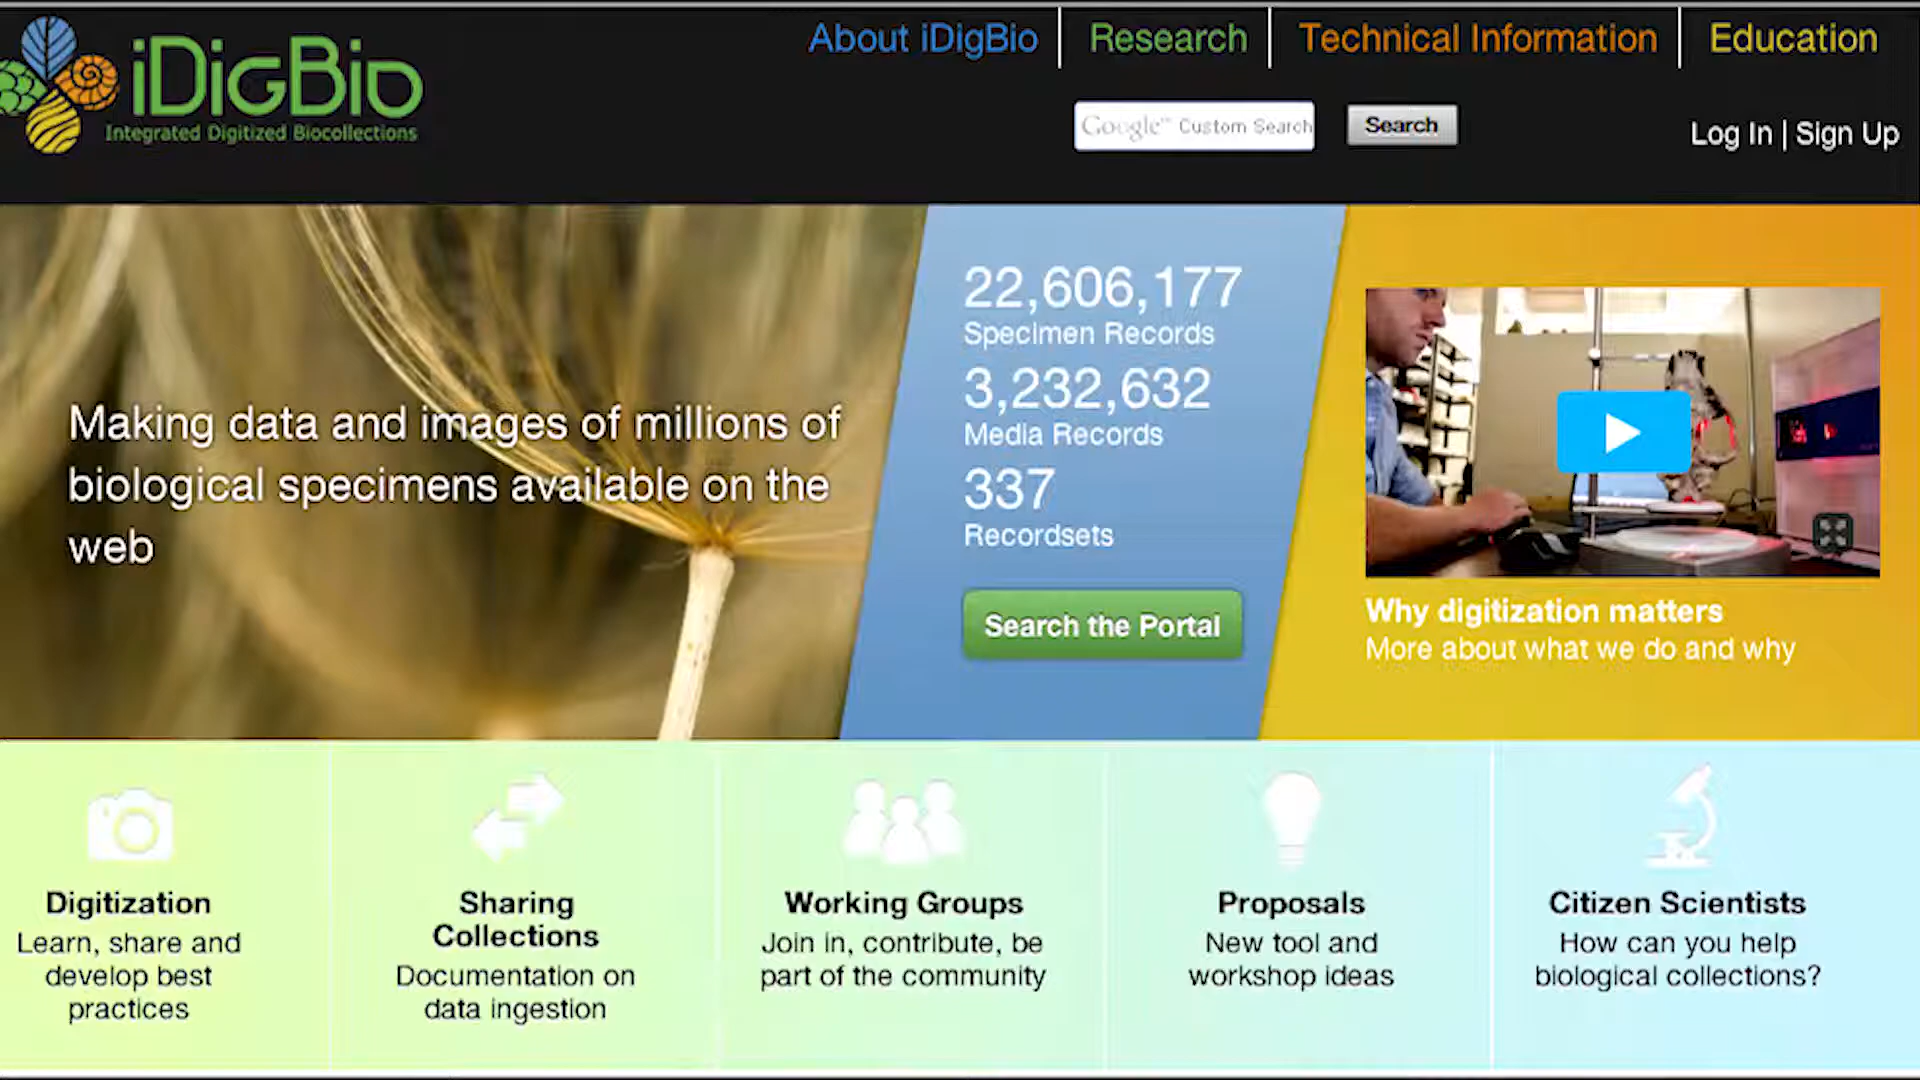 iDigBio
Integrated Digitized Biocollections
About iDigBio
Research
Technical Information
Education
Google™ Custom Search
Search
Log In | Sign Up
Making data and images of millions of
biological specimens available on the
web
22,606,177
Specimen Records
3,232,632
Media Records
337
Recordsets
Search the Portal
Why digitization matters
More about what we do and why
Digitization
Learn, share and
develop best
practices
Sharing
Collections
Documentation on
data ingestion
Working Groups
Join in, contribute, be
part of the community
Proposals
New tool and
workshop ideas
Citizen Scientists
How can you help
biological collections?